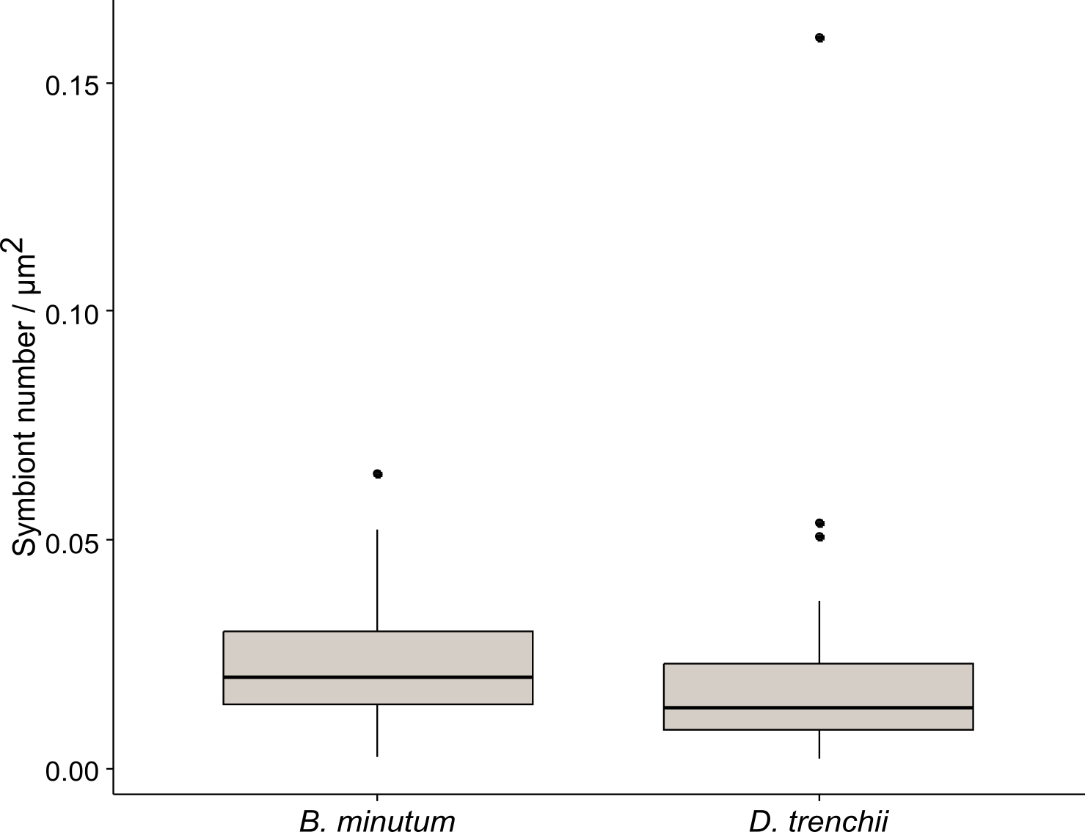 Symbiont number / µm²
0.15
0.10
0.05
0.00
B. minutum
D. trenchii